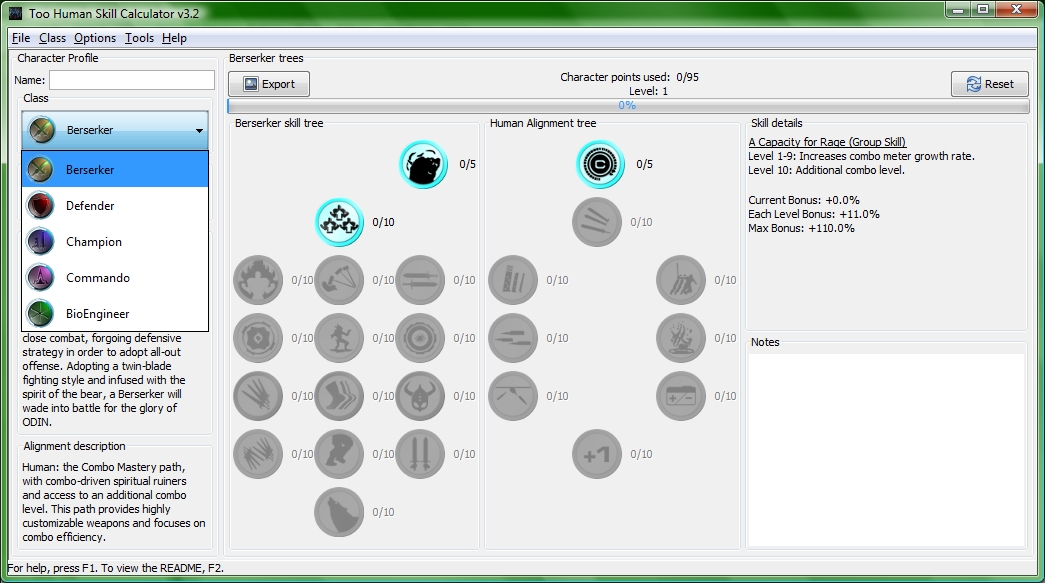 Too Human Skill Calculator v3.2
File Class Options Tools Help
Character Profile
Name:
Class
Berserker
Berserker
Defender
Champion
Commando
BioEngineer
close combat, forgoing defensive
strategy in order to adopt all-out
offense. Adopting a twin-blade
fighting style and infused with the
spirit of the bear, a Berserker will
wade into battle for the glory of
ODIN.
Alignment description
Human: the Combo Mastery path,
with combo-driven spiritual ruiners
and access to an additional combo
level. This path provides highly
customizable weapons and focuses on
combo efficiency.
Berserker trees
Export
Character points used: 0/95
Level: 1
Reset
0%
Berserker skill tree
0/5
0/10
0/10 0/10 0/10
0/10 0/10 0/10
0/10 0/10 0/10
0/10 0/10 0/10
0/10
Human Alignment tree
C
0/5
0/10
0/10 0/10
0/10 0/10
0/10 +/- 0/10
+1 0/10
Skill details
A Capacity for Rage (Group Skill)
Level 1-9: Increases combo meter growth rate.
Level 10: Additional combo level.
Current Bonus: +0.0%
Each Level Bonus: +11.0%
Max Bonus: +110.0%
Notes
For help, press F1. To view the README, F2.